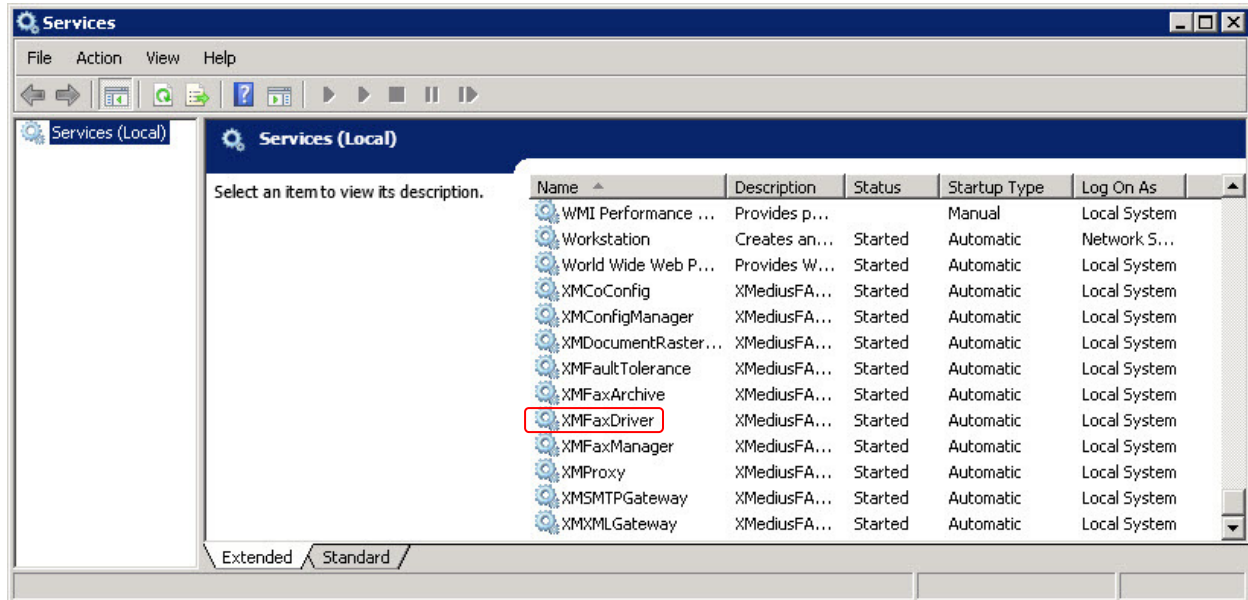 Services
File Action View Help
Services (Local)
Services (Local)
Select an item to view its description.
Name Description Status Startup Type Log On As
WMI Performance ... Provides p... Manual Local System
Workstation Creates an... Started Automatic Network S...
World Wide Web P... Provides W... Started Automatic Local System
XMCoConfig XMediusFA... Started Automatic Local System
XMConfigManager XMediusFA... Started Automatic Local System
XMDocumentRaster... XMediusFA... Started Automatic Local System
XMFaultTolerance XMediusFA... Started Automatic Local System
XMFaxArchive XMediusFA... Started Automatic Local System
XMFaxDriver XMediusFA... Started Automatic Local System
XMFaxManager XMediusFA... Started Automatic Local System
XMProxy XMediusFA... Started Automatic Local System
XMSMTPGateway XMediusFA... Started Automatic Local System
XMXMLGateway XMediusFA... Started Automatic Local System
Extended Standard